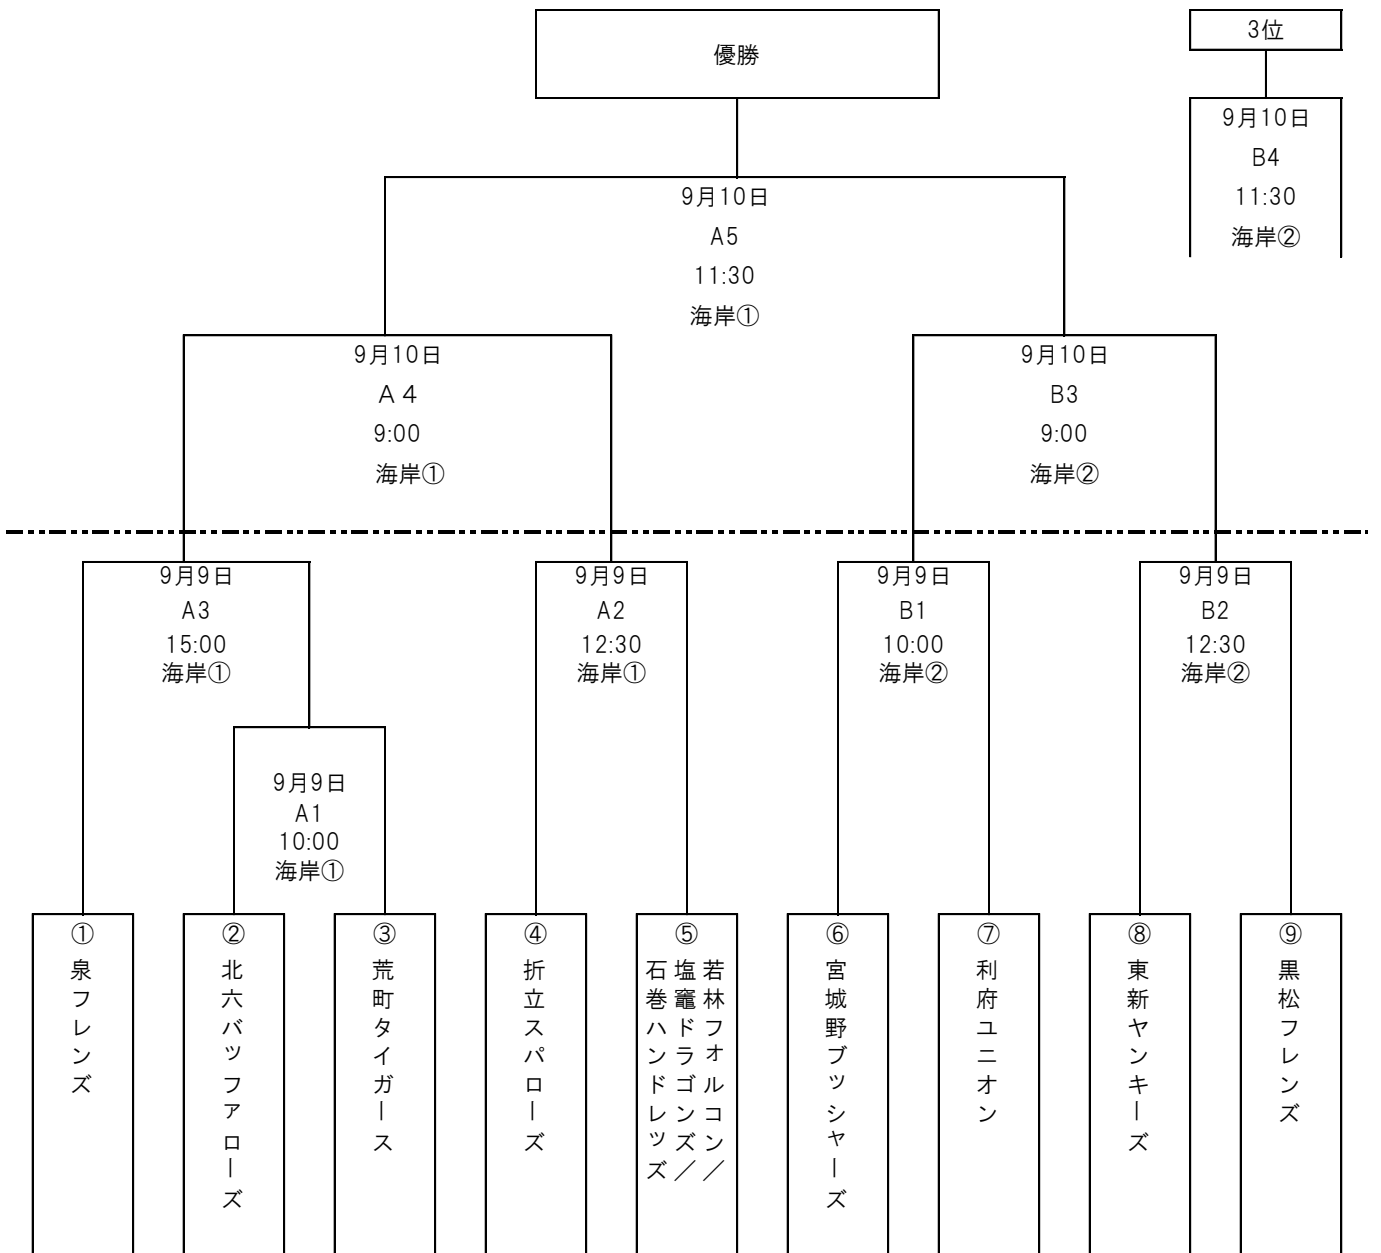 優勝
3位
9月10日
B4
11:30
海岸②
9月10日
A5
11:30
海岸①
9月10日
A 4
9:00
海岸①
9月10日
B3
9:00
海岸②
9月9日
A3
15:00
海岸①
9月9日
A2
12:30
海岸①
9月9日
B1
10:00
海岸②
9月9日
B2
12:30
海岸②
9月9日
A1
10:00
海岸①
①
泉フレンズ
②
北六バッファローズ
③
荒町タイガース
④
折立スパローズ
⑤
若林フォルコン／
塩竈ドラゴンズ／
石巻ハンドレッズ
⑥
宮城野ブッシャーズ
⑦
利府ユニオン
⑧
東新ヤンキーズ
⑨
黒松フレンズ